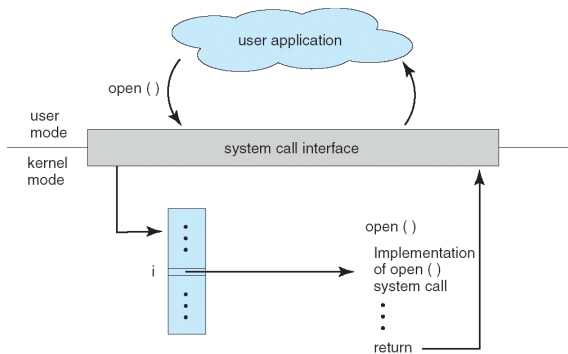 user application
open ( )
user
mode
system call interface
kernel
mode
open ( )
i
Implementation
of open ( )
system call
return